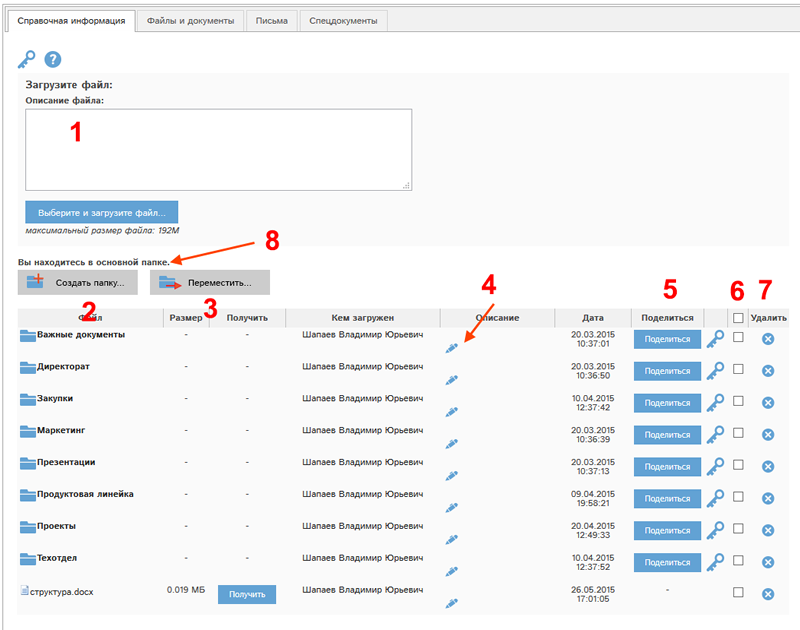 Справочная информация Файлы и документы Письма Спецдокументы
?
Загрузите файл:
Описание файла:
1
Выберите и загрузите файл...
максимальный размер файла: 192М
8
Вы находитесь в основной папке.
Создать папку... Переместить...
2 3 4 5 6 7
Файл Размер Получить Кем загружен Описание Дата Поделиться Удалить
Важные документы - - Шапаев Владимир Юрьевич 20.03.2015 10:37:01 Поделиться
Директорат - - Шапаев Владимир Юрьевич 20.03.2015 10:36:50 Поделиться
Закупки - - Шапаев Владимир Юрьевич 10.04.2015 12:37:42 Поделиться
Маркетинг - - Шапаев Владимир Юрьевич 20.03.2015 10:36:39 Поделиться
Презентации - - Шапаев Владимир Юрьевич 20.03.2015 10:37:13 Поделиться
Продуктовая линейка - - Шапаев Владимир Юрьевич 09.04.2015 19:58:21 Поделиться
Проекты - - Шапаев Владимир Юрьевич 20.04.2015 12:49:33 Поделиться
Техотдел - - Шапаев Владимир Юрьевич 10.04.2015 12:37:52 Поделиться
структура.docx 0.019 МБ Получить Шапаев Владимир Юрьевич 26.05.2015 17:01:05 -